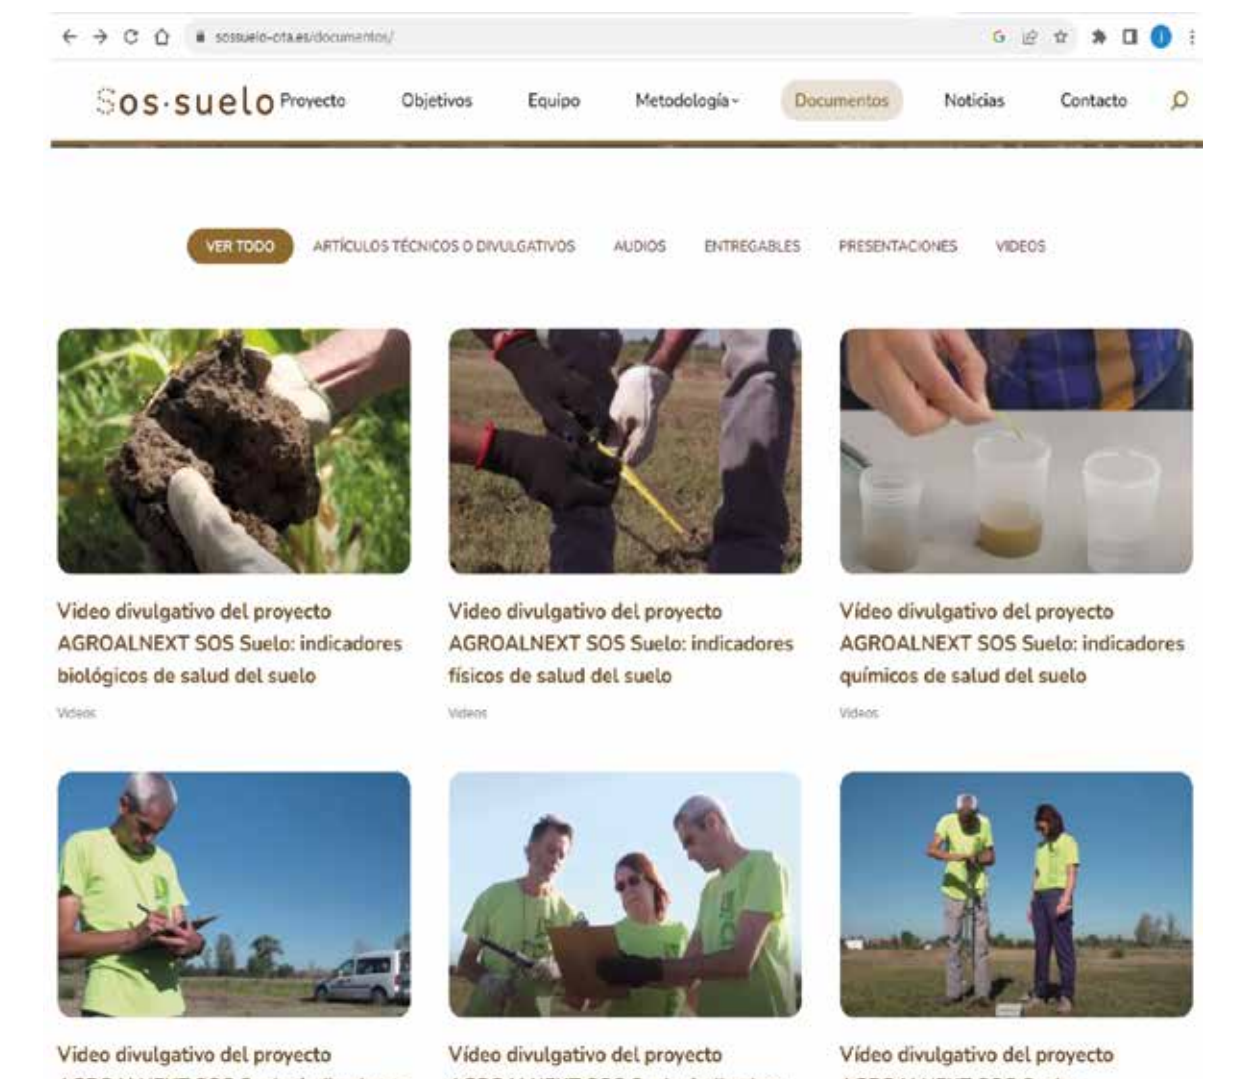 sossuelo-ota.es/documentos/
Sos·suelo Proyecto Objetivos Equipo Metodología Documentos Noticias Contacto
VER TODO ARTÍCULOS TÉCNICOS O DIVULGATIVOS AUDIOS ENTREGABLES PRESENTACIONES VIDEOS
Video divulgativo del proyecto
AGROALNEXT SOS Suelo: indicadores
biológicos de salud del suelo
Videos
Video divulgativo del proyecto
AGROALNEXT SOS Suelo: indicadores
físicos de salud del suelo
Videos
Vídeo divulgativo del proyecto
AGROALNEXT SOS Suelo: indicadores
químicos de salud del suelo
Videos
Video divulgativo del proyecto
Vídeo divulgativo del proyecto
Vídeo divulgativo del proyecto